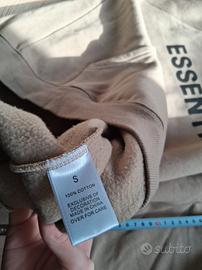 ESSENTI
S
100% COTTON
EXCLUSIVE OF
DECORATION
MADE IN CHINA
OVER FOR CARE
subito